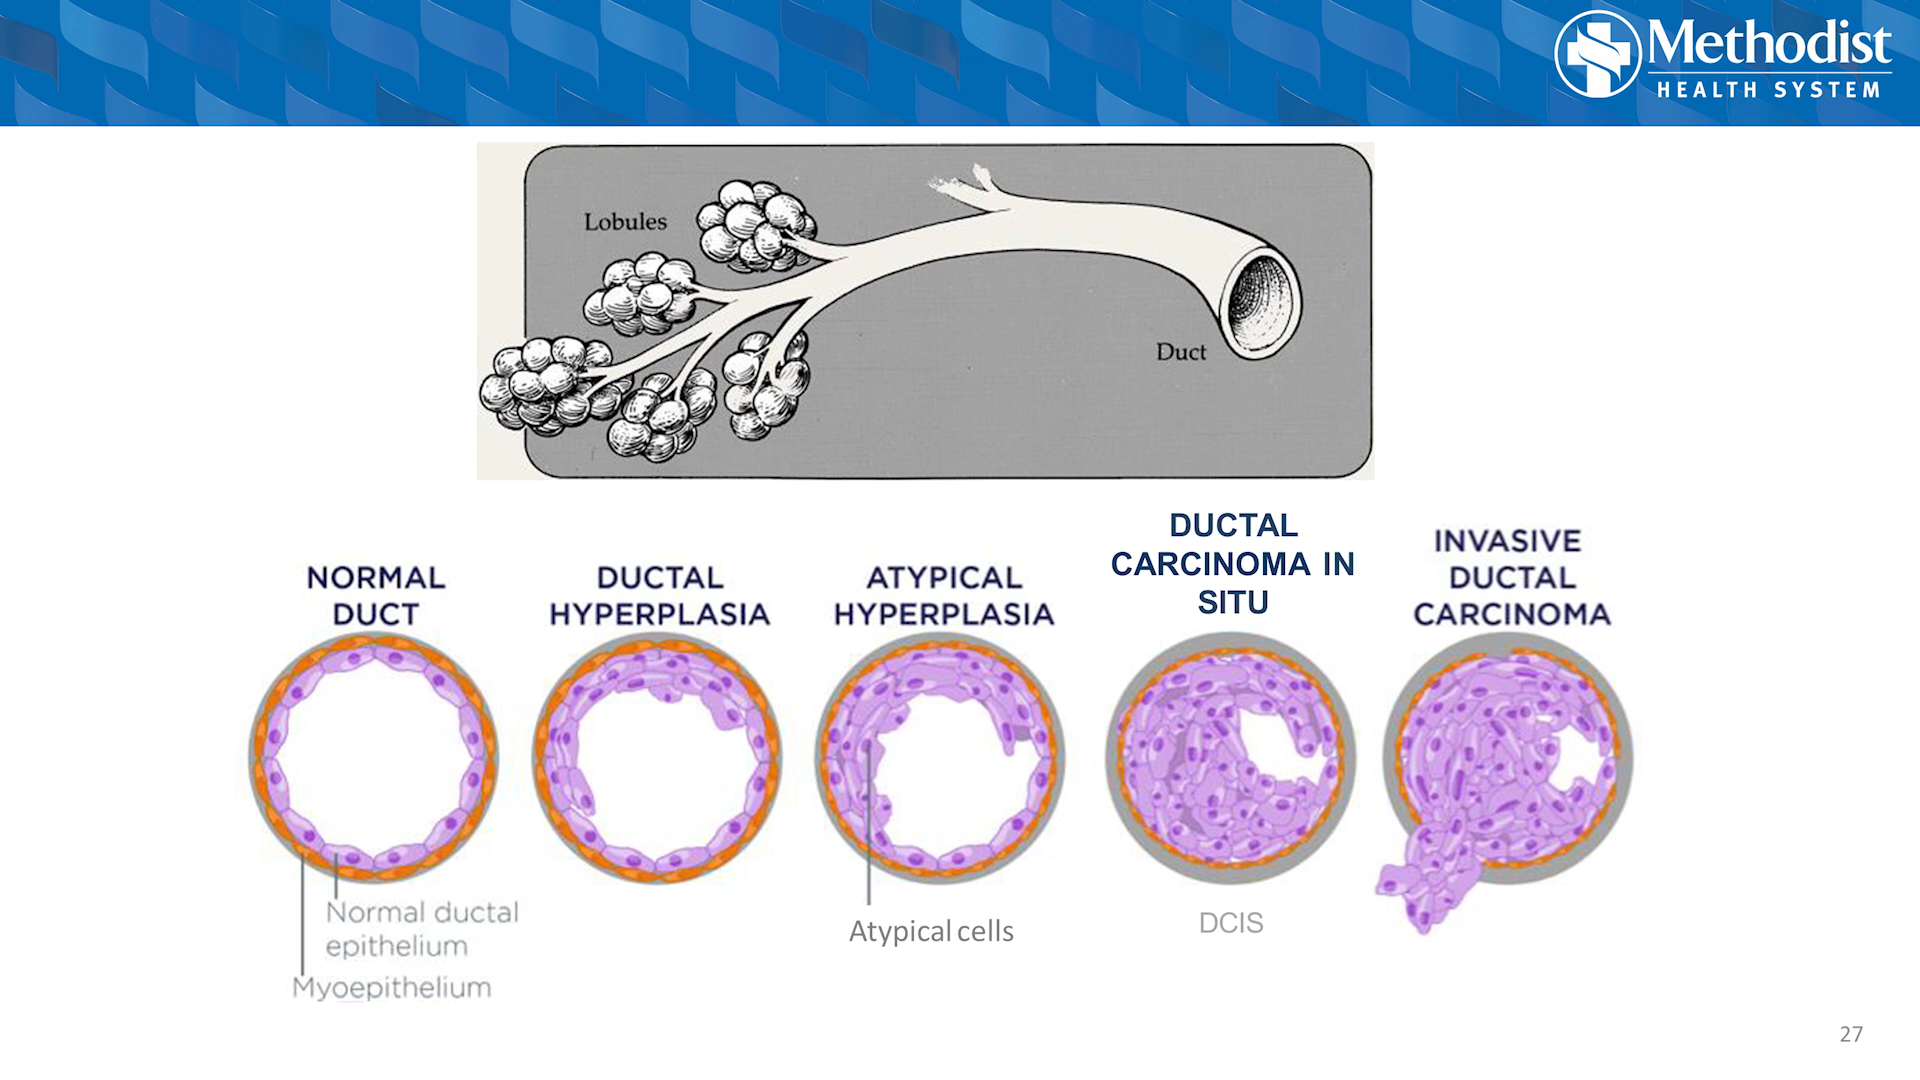 Methodist
HEALTH SYSTEM
Lobules
Duct
NORMAL
DUCT
DUCTAL
HYPERPLASIA
ATYPICAL
HYPERPLASIA
DUCTAL
CARCINOMA IN
SITU
INVASIVE
DUCTAL
CARCINOMA
Normal ductal
epithelium
Myoepithelium
Atypical cells
DCIS
27